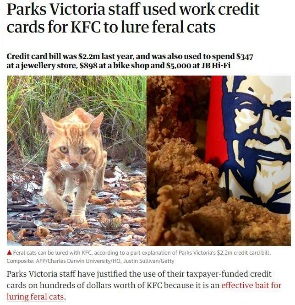 Parks Victoria staff used work credit
cards for KFC to lure feral cats
Credit card bill was $2.2m last year, and was also used to spend $347
at a jewellery store, $898 at a bike shop and $5,000 at JB Hi-Fi
Feral cats can be lured with KFC, according to a part explanation of Parks Victoria's $2.2m credit card bill.
Composite: AFP/Charles Darwin University/HO; Justin Sullivan/Getty
Parks Victoria staff have justified the use of their taxpayer-funded credit
cards on hundreds of dollars worth of KFC because it is an effective bait for
luring feral cats.